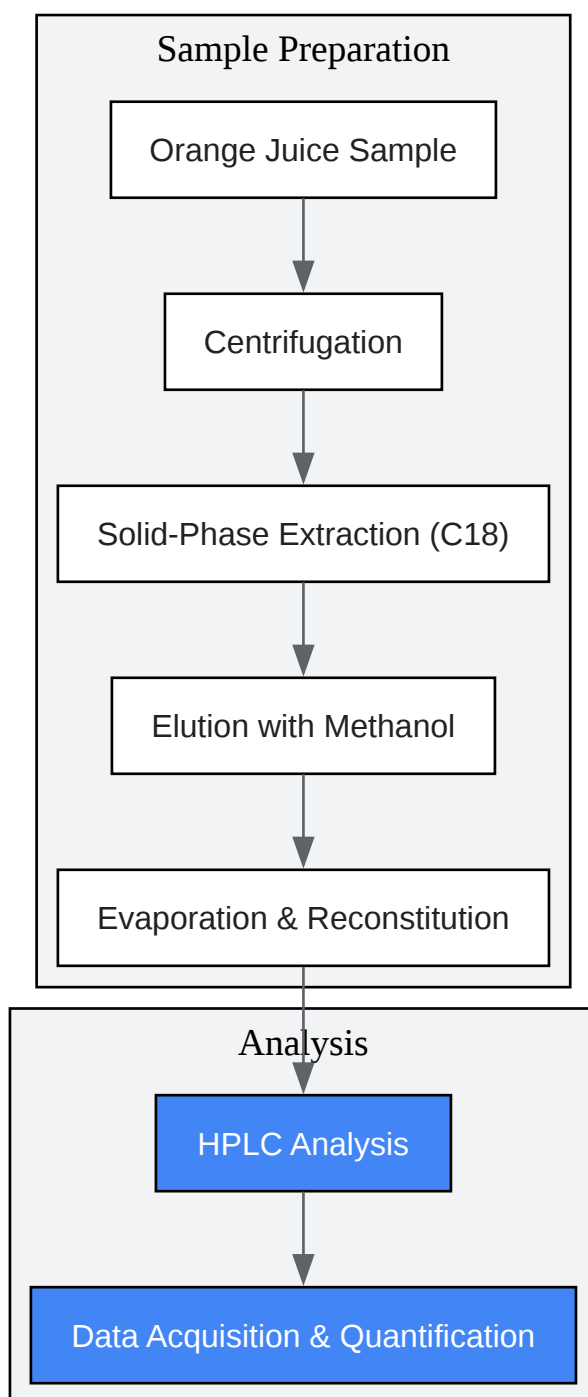 Sample Preparation
Orange Juice Sample
Centrifugation
Solid-Phase Extraction (C18)
Elution with Methanol
Evaporation & Reconstitution
Analysis
HPLC Analysis
Data Acquisition & Quantification